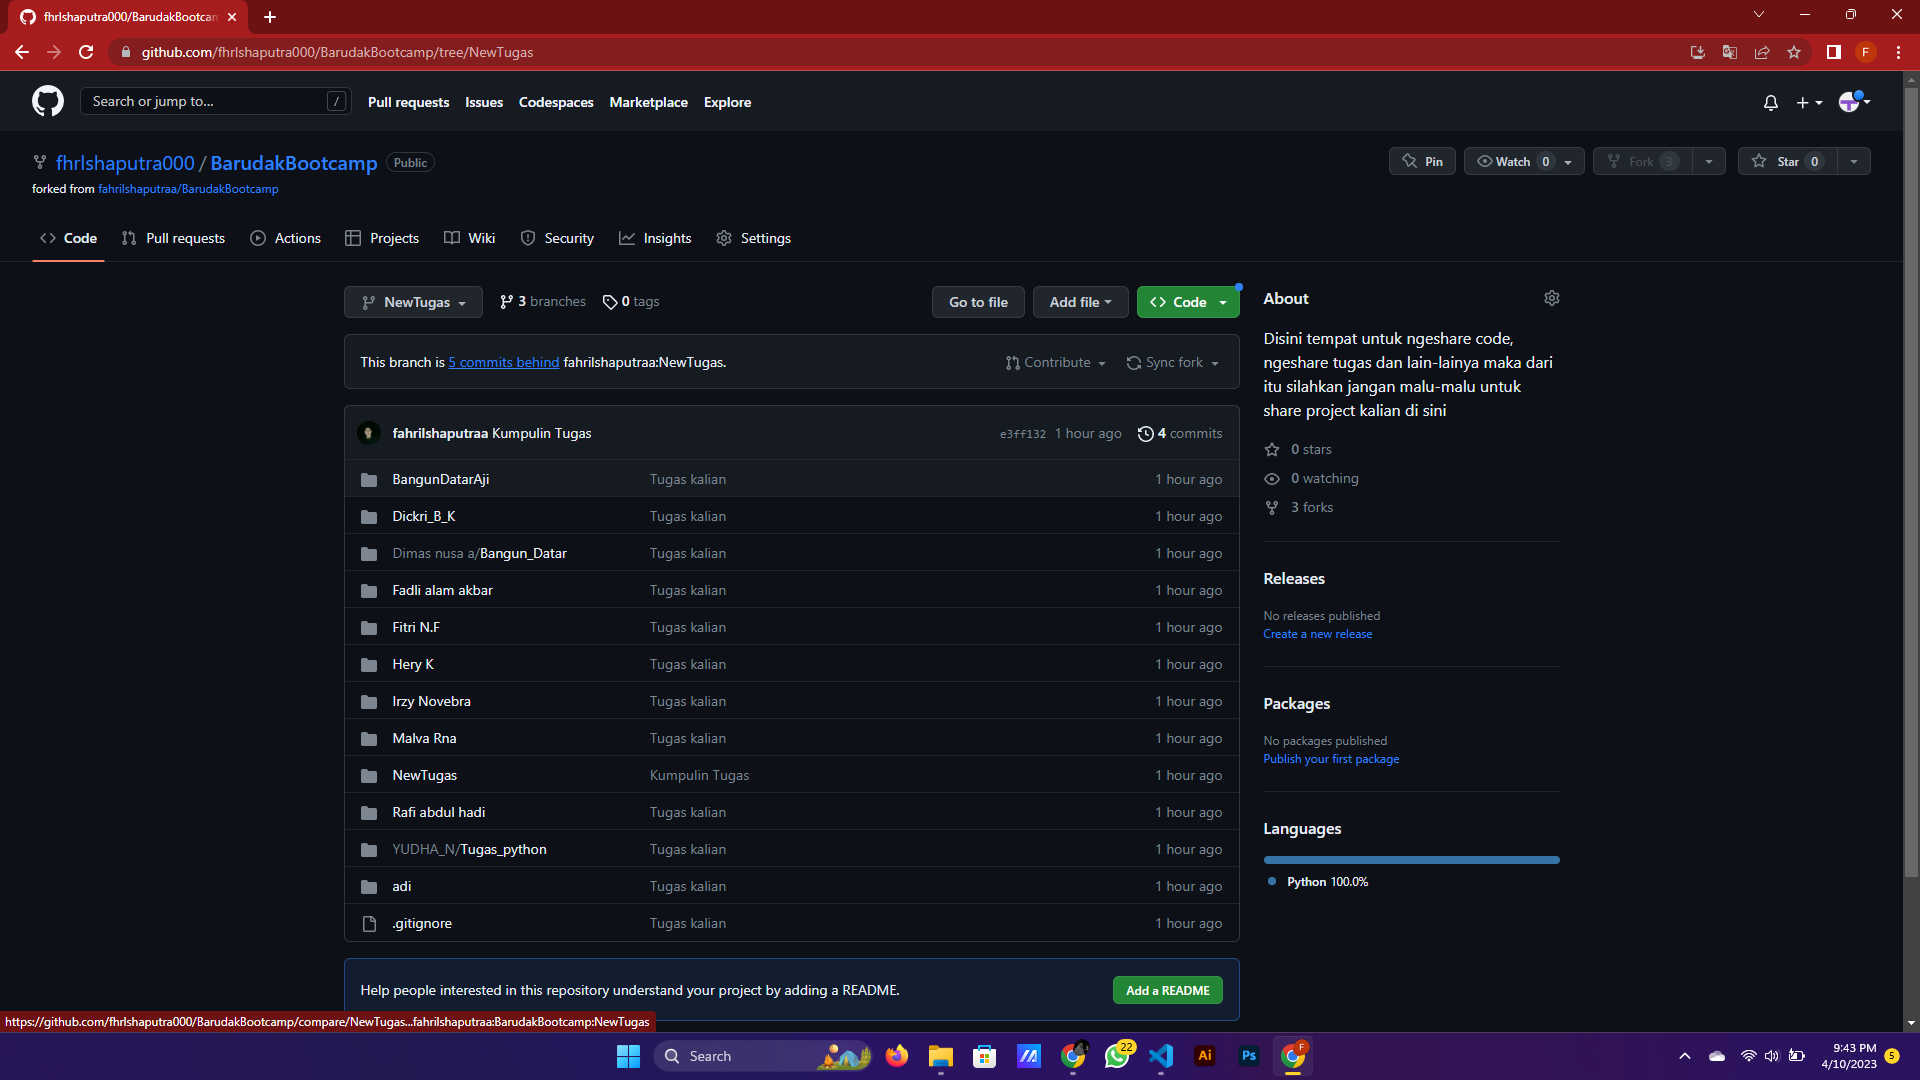 fhrlshaputra000/BarudakBootcam
github.com/fhrlshaputra000/BarudakBootcamp/tree/NewTugas
F
Search or jump to...
/
Pull requests
Issues
Codespaces
Marketplace
Explore
fhrlshaputra000 / BarudakBootcamp
Public
forked from fahrilshaputraa/BarudakBootcamp
Pin
Watch 0
Fork 3
Star 0
Code
Pull requests
Actions
Projects
Wiki
Security
Insights
Settings
NewTugas
3 branches
0 tags
Go to file
Add file
Code
This branch is 5 commits behind fahrilshaputraa:NewTugas.
Contribute
Sync fork
fahrilshaputraa Kumpulin Tugas
e3ff132 1 hour ago
4 commits
BangunDatarAji Tugas kalian 1 hour ago
Dickri_B_K Tugas kalian 1 hour ago
Dimas nusa a/Bangun_Datar Tugas kalian 1 hour ago
Fadli alam akbar Tugas kalian 1 hour ago
Fitri N.F Tugas kalian 1 hour ago
Hery K Tugas kalian 1 hour ago
Irzy Novebra Tugas kalian 1 hour ago
Malva Rna Tugas kalian 1 hour ago
NewTugas Kumpulin Tugas 1 hour ago
Rafi abdul hadi Tugas kalian 1 hour ago
YUDHA_N/Tugas_python Tugas kalian 1 hour ago
adi Tugas kalian 1 hour ago
.gitignore Tugas kalian 1 hour ago
Help people interested in this repository understand your project by adding a README.
Add a README
About
Disini tempat untuk ngeshare code,
ngeshare tugas dan lain-lainya maka dari
itu silahkan jangan malu-malu untuk
share project kalian di sini
0 stars
0 watching
3 forks
Releases
No releases published
Create a new release
Packages
No packages published
Publish your first package
Languages
Python 100.0%
https://github.com/fhrlshaputra000/BarudakBootcamp/compare/NewTugas...fahrilshaputraa:BarudakBootcamp:NewTugas
Search
22
Ai
Ps
F
9:43 PM
4/10/2023
5